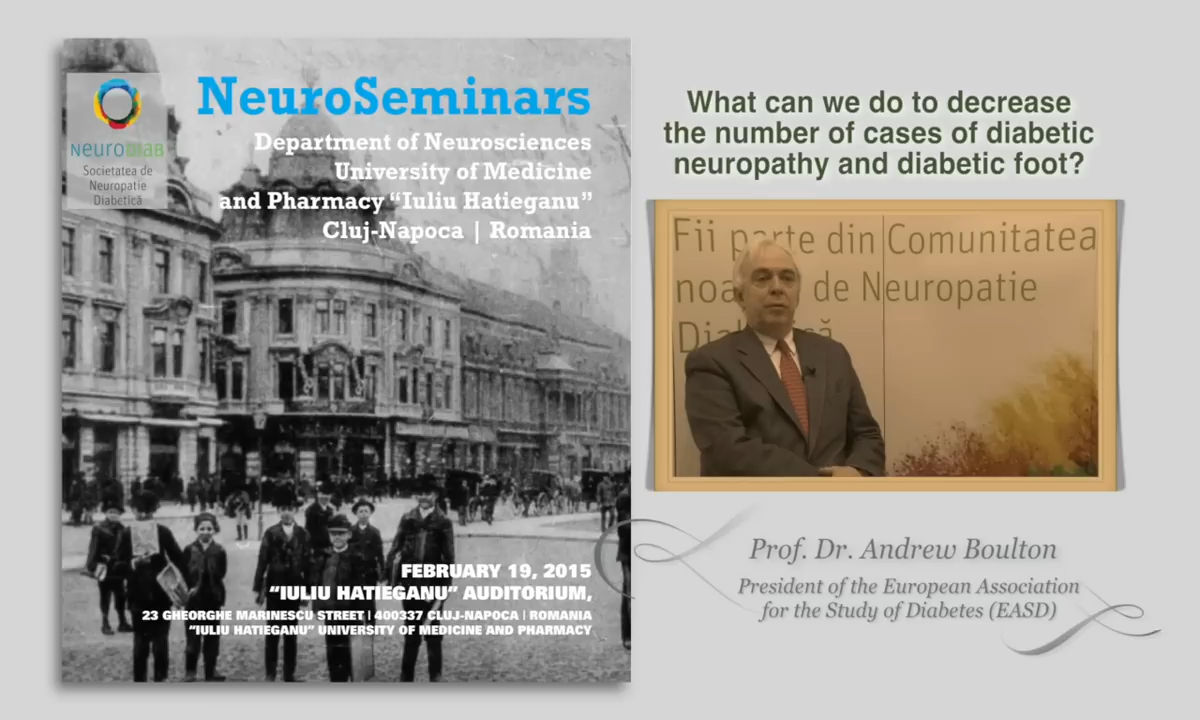 NeuroSeminars
Department of Neurosciences
University of Medicine
and Pharmacy “Iuliu Hatieganu”
Cluj-Napoca | Romania
neurodiab
Societatea de
Neuropatie
Diabetică
FEBRUARY 19, 2015
“IULIU HATIEGANU” AUDITORIUM,
23 GHEORGHE MARINESCU STREET | 400337 CLUJ-NAPOCA | ROMANIA
“IULIU HATIEGANU” UNIVERSITY OF MEDICINE AND PHARMACY
What can we do to decrease
the number of cases of diabetic
neuropathy and diabetic foot?
Fii parte din Comunitatea
noa de Neuropatie
Dia ă
Prof. Dr. Andrew Boulton
President of the European Association
for the Study of Diabetes (EASD)